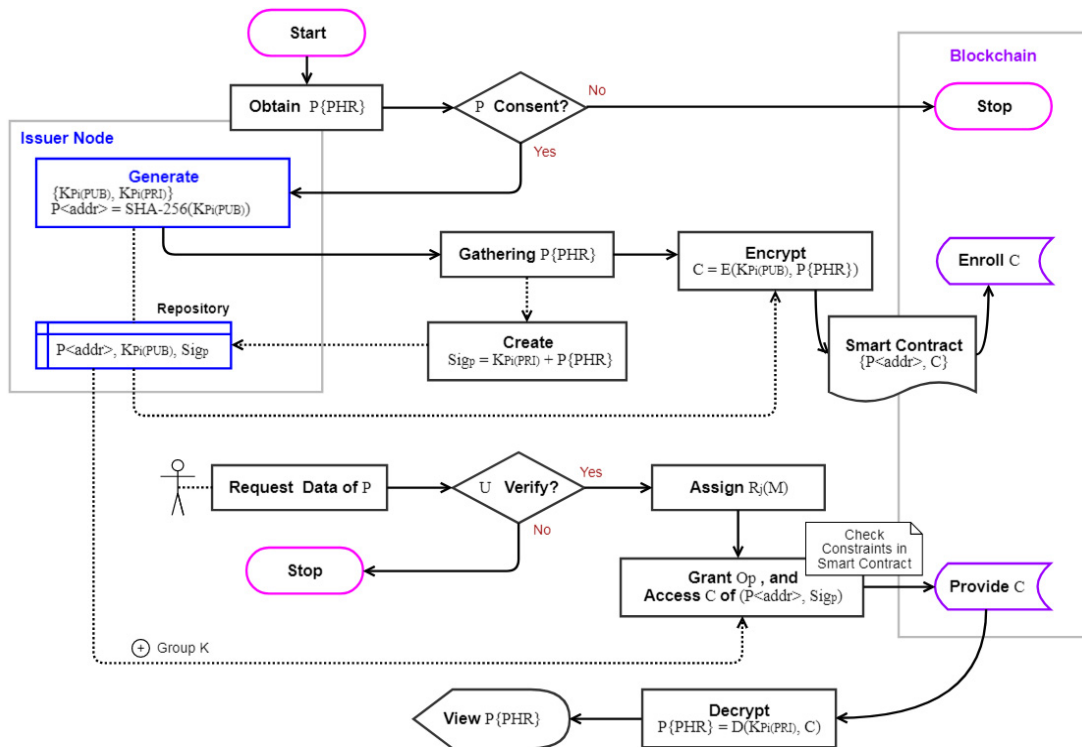 Start
Blockchain
Obtain P{PHR}
P Consent?
No
Stop
Yes
Issuer Node
Generate
{KPi(PUB), KPi(PRI)}
P<addr> = SHA-256(KPi(PUB))
Gathering P{PHR}
Encrypt
C = E(KPi(PUB), P{PHR})
Enroll C
Repository
P<addr>, KPi(PUB), Sigp
Create
Sigp = KPi(PRI) + P{PHR}
Smart Contract
{P<addr>, C}
Request Data of P
U Verify?
Yes
Assign Rj(M)
No
Stop
Check
Constraints in
Smart Contract
Grant Op , and
Access C of (P<addr>, Sigp)
Provide C
+ Group K
View P{PHR}
Decrypt
P{PHR} = D(KPi(PRI), C)